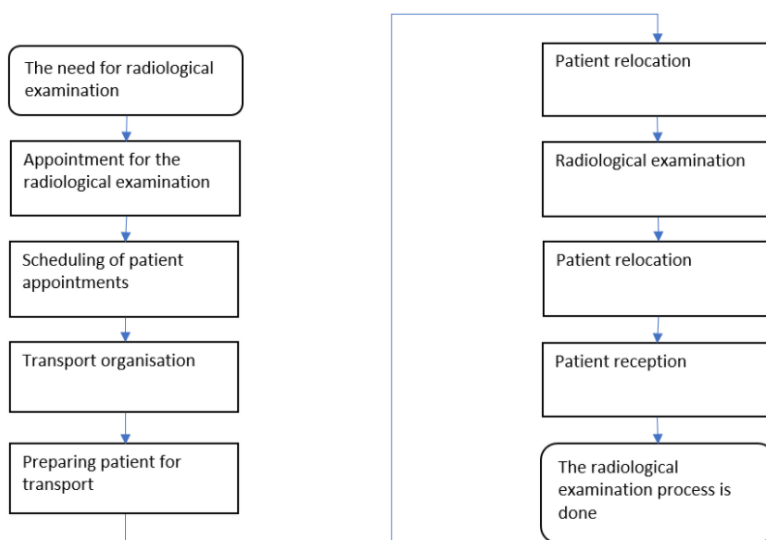 The need for radiological
examination
Appointment for the
radiological examination
Scheduling of patient
appointments
Transport organisation
Preparing patient for
transport
Patient relocation
Radiological examination
Patient relocation
Patient reception
The radiological
examination process is
done